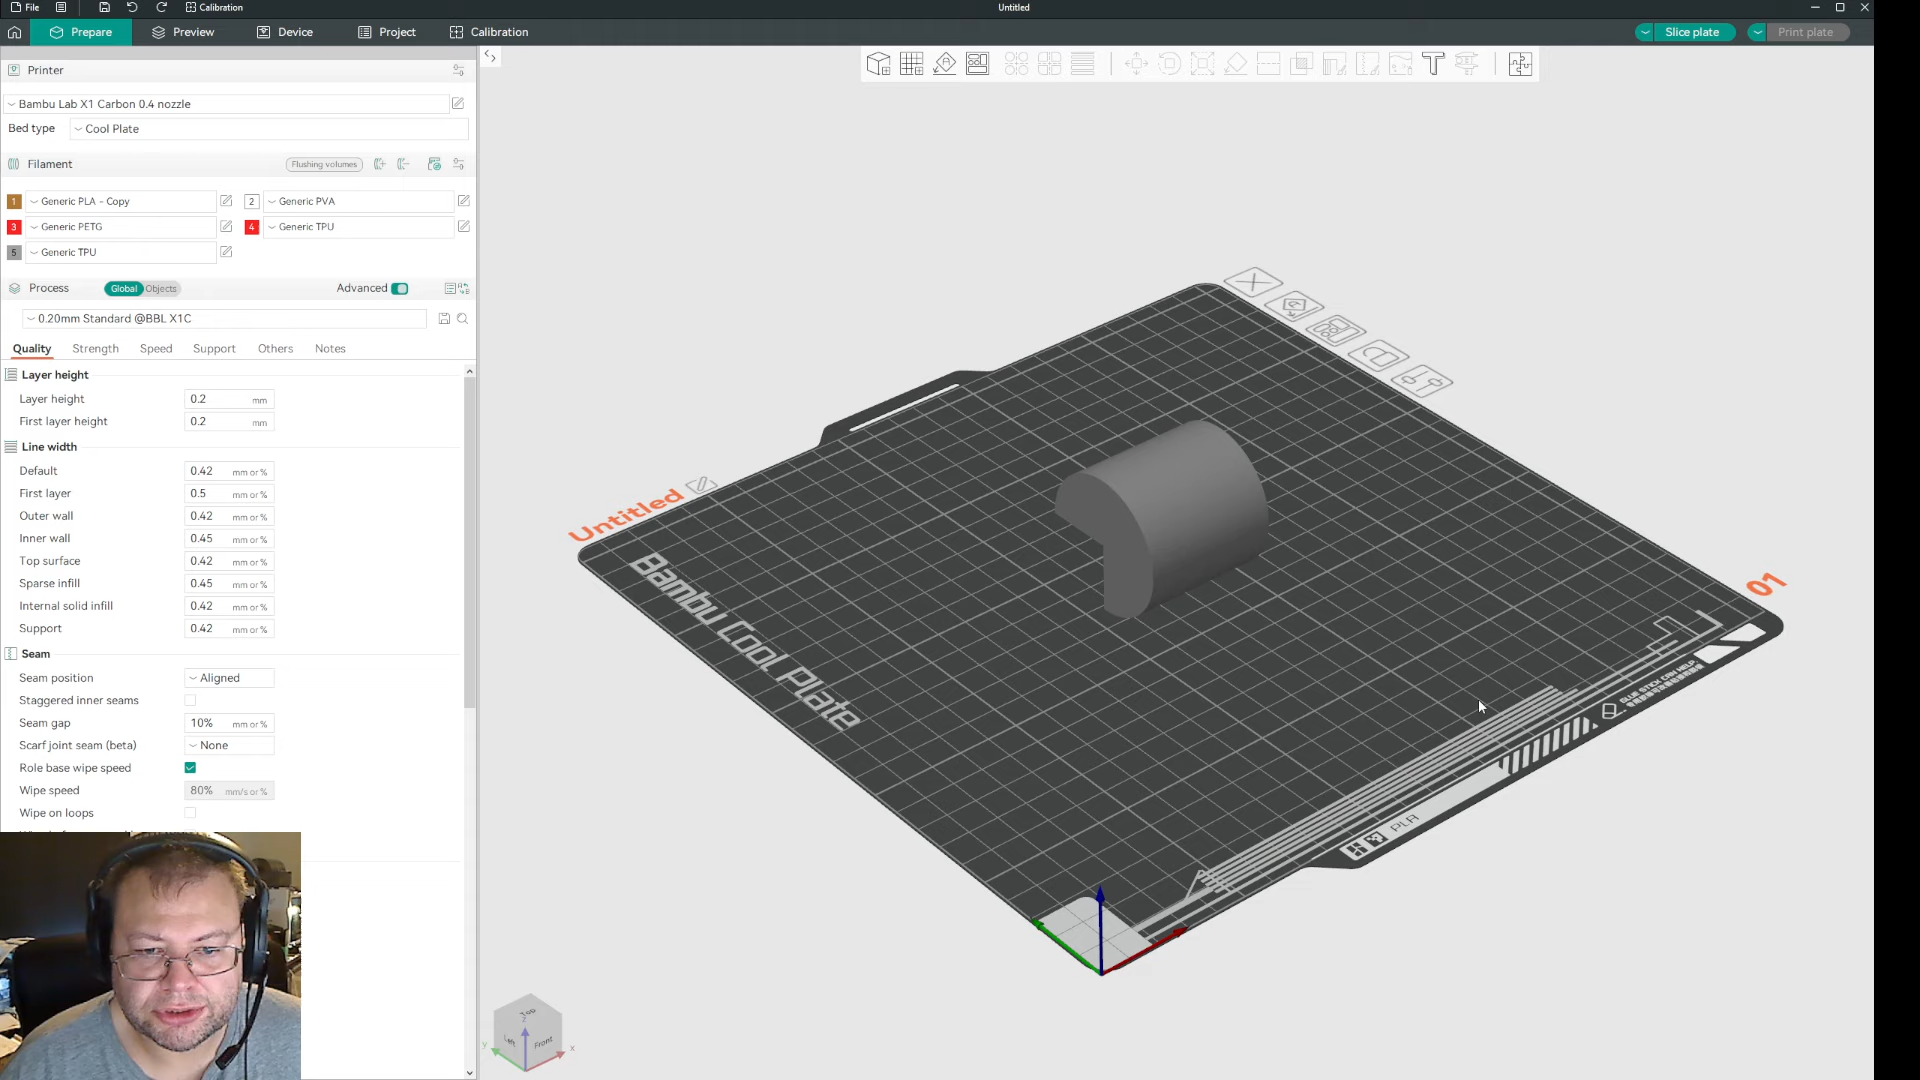 File Calibration Untitled
Prepare Preview Device Project Calibration Slice plate Print plate
Printer
Bambu Lab X1 Carbon 0.4 nozzle
Bed type Cool Plate
Filament Flushing volumes
1 Generic PLA - Copy 2 Generic PVA
3 Generic PETG 4 Generic TPU
5 Generic TPU
Process Global Objects Advanced
0.20mm Standard @BBL X1C
Quality Strength Speed Support Others Notes
Layer height
Layer height 0.2 mm
First layer height 0.2 mm
Line width
Default 0.42 mm or %
First layer 0.5 mm or %
Outer wall 0.42 mm or %
Inner wall 0.45 mm or %
Top surface 0.42 mm or %
Sparse infill 0.45 mm or %
Internal solid infill 0.42 mm or %
Support 0.42 mm or %
Seam
Seam position Aligned
Staggered inner seams
Seam gap 10% mm or %
Scarf joint seam (beta) None
Role base wipe speed
Wipe speed 80% mm/s or %
Wipe on loops
Untitled
Bambu Cool Plate
01
GLUE STICK CAN HELP
PLA
Top
Left Front
z
y x